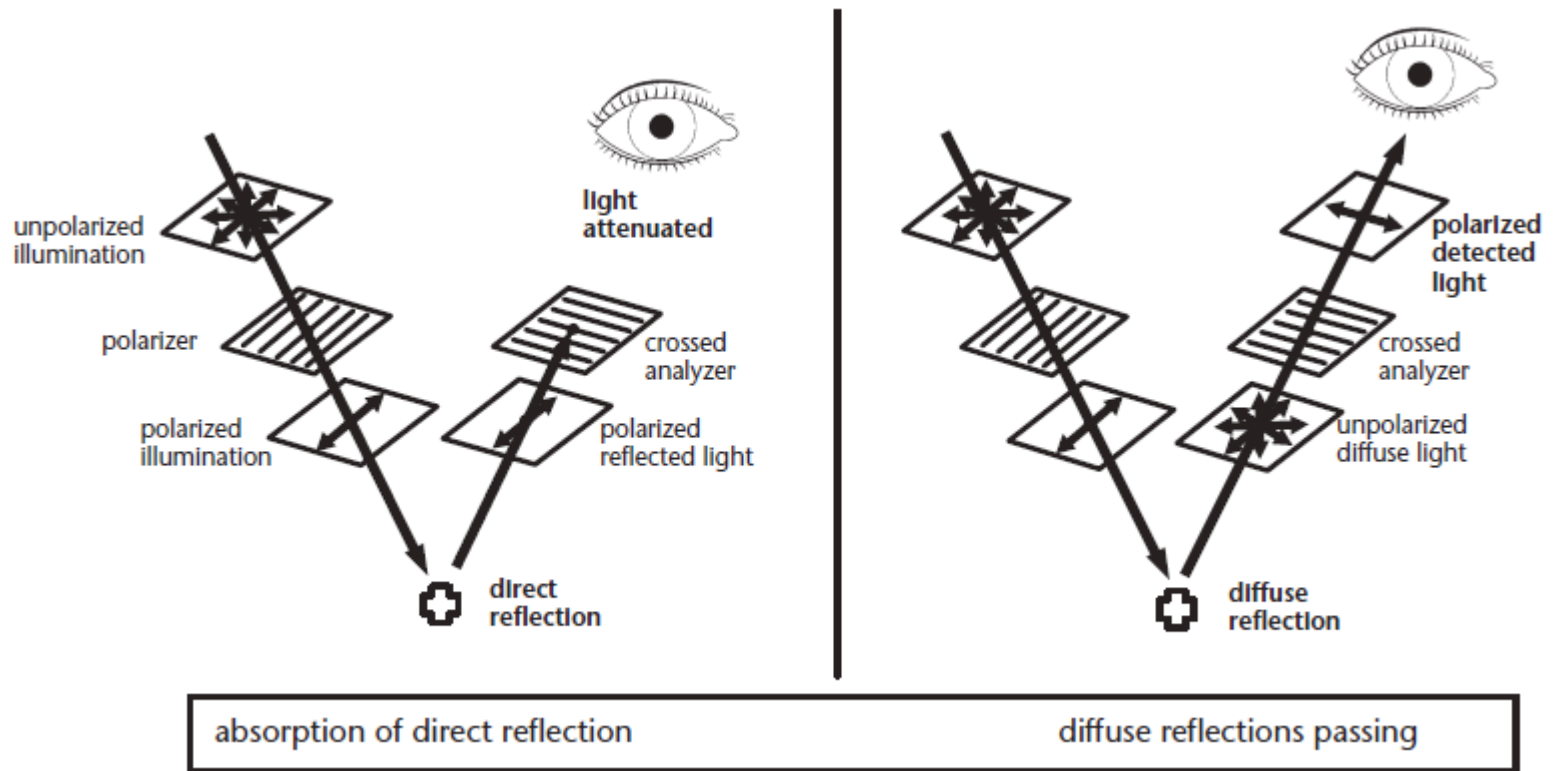 unpolarized
illumination
polarizer
polarized
illumination
light
attenuated
crossed
analyzer
polarized
reflected light
direct
reflection
polarized
detected
light
crossed
analyzer
unpolarized
diffuse light
diffuse
reflection
absorption of direct reflection
diffuse reflections passing